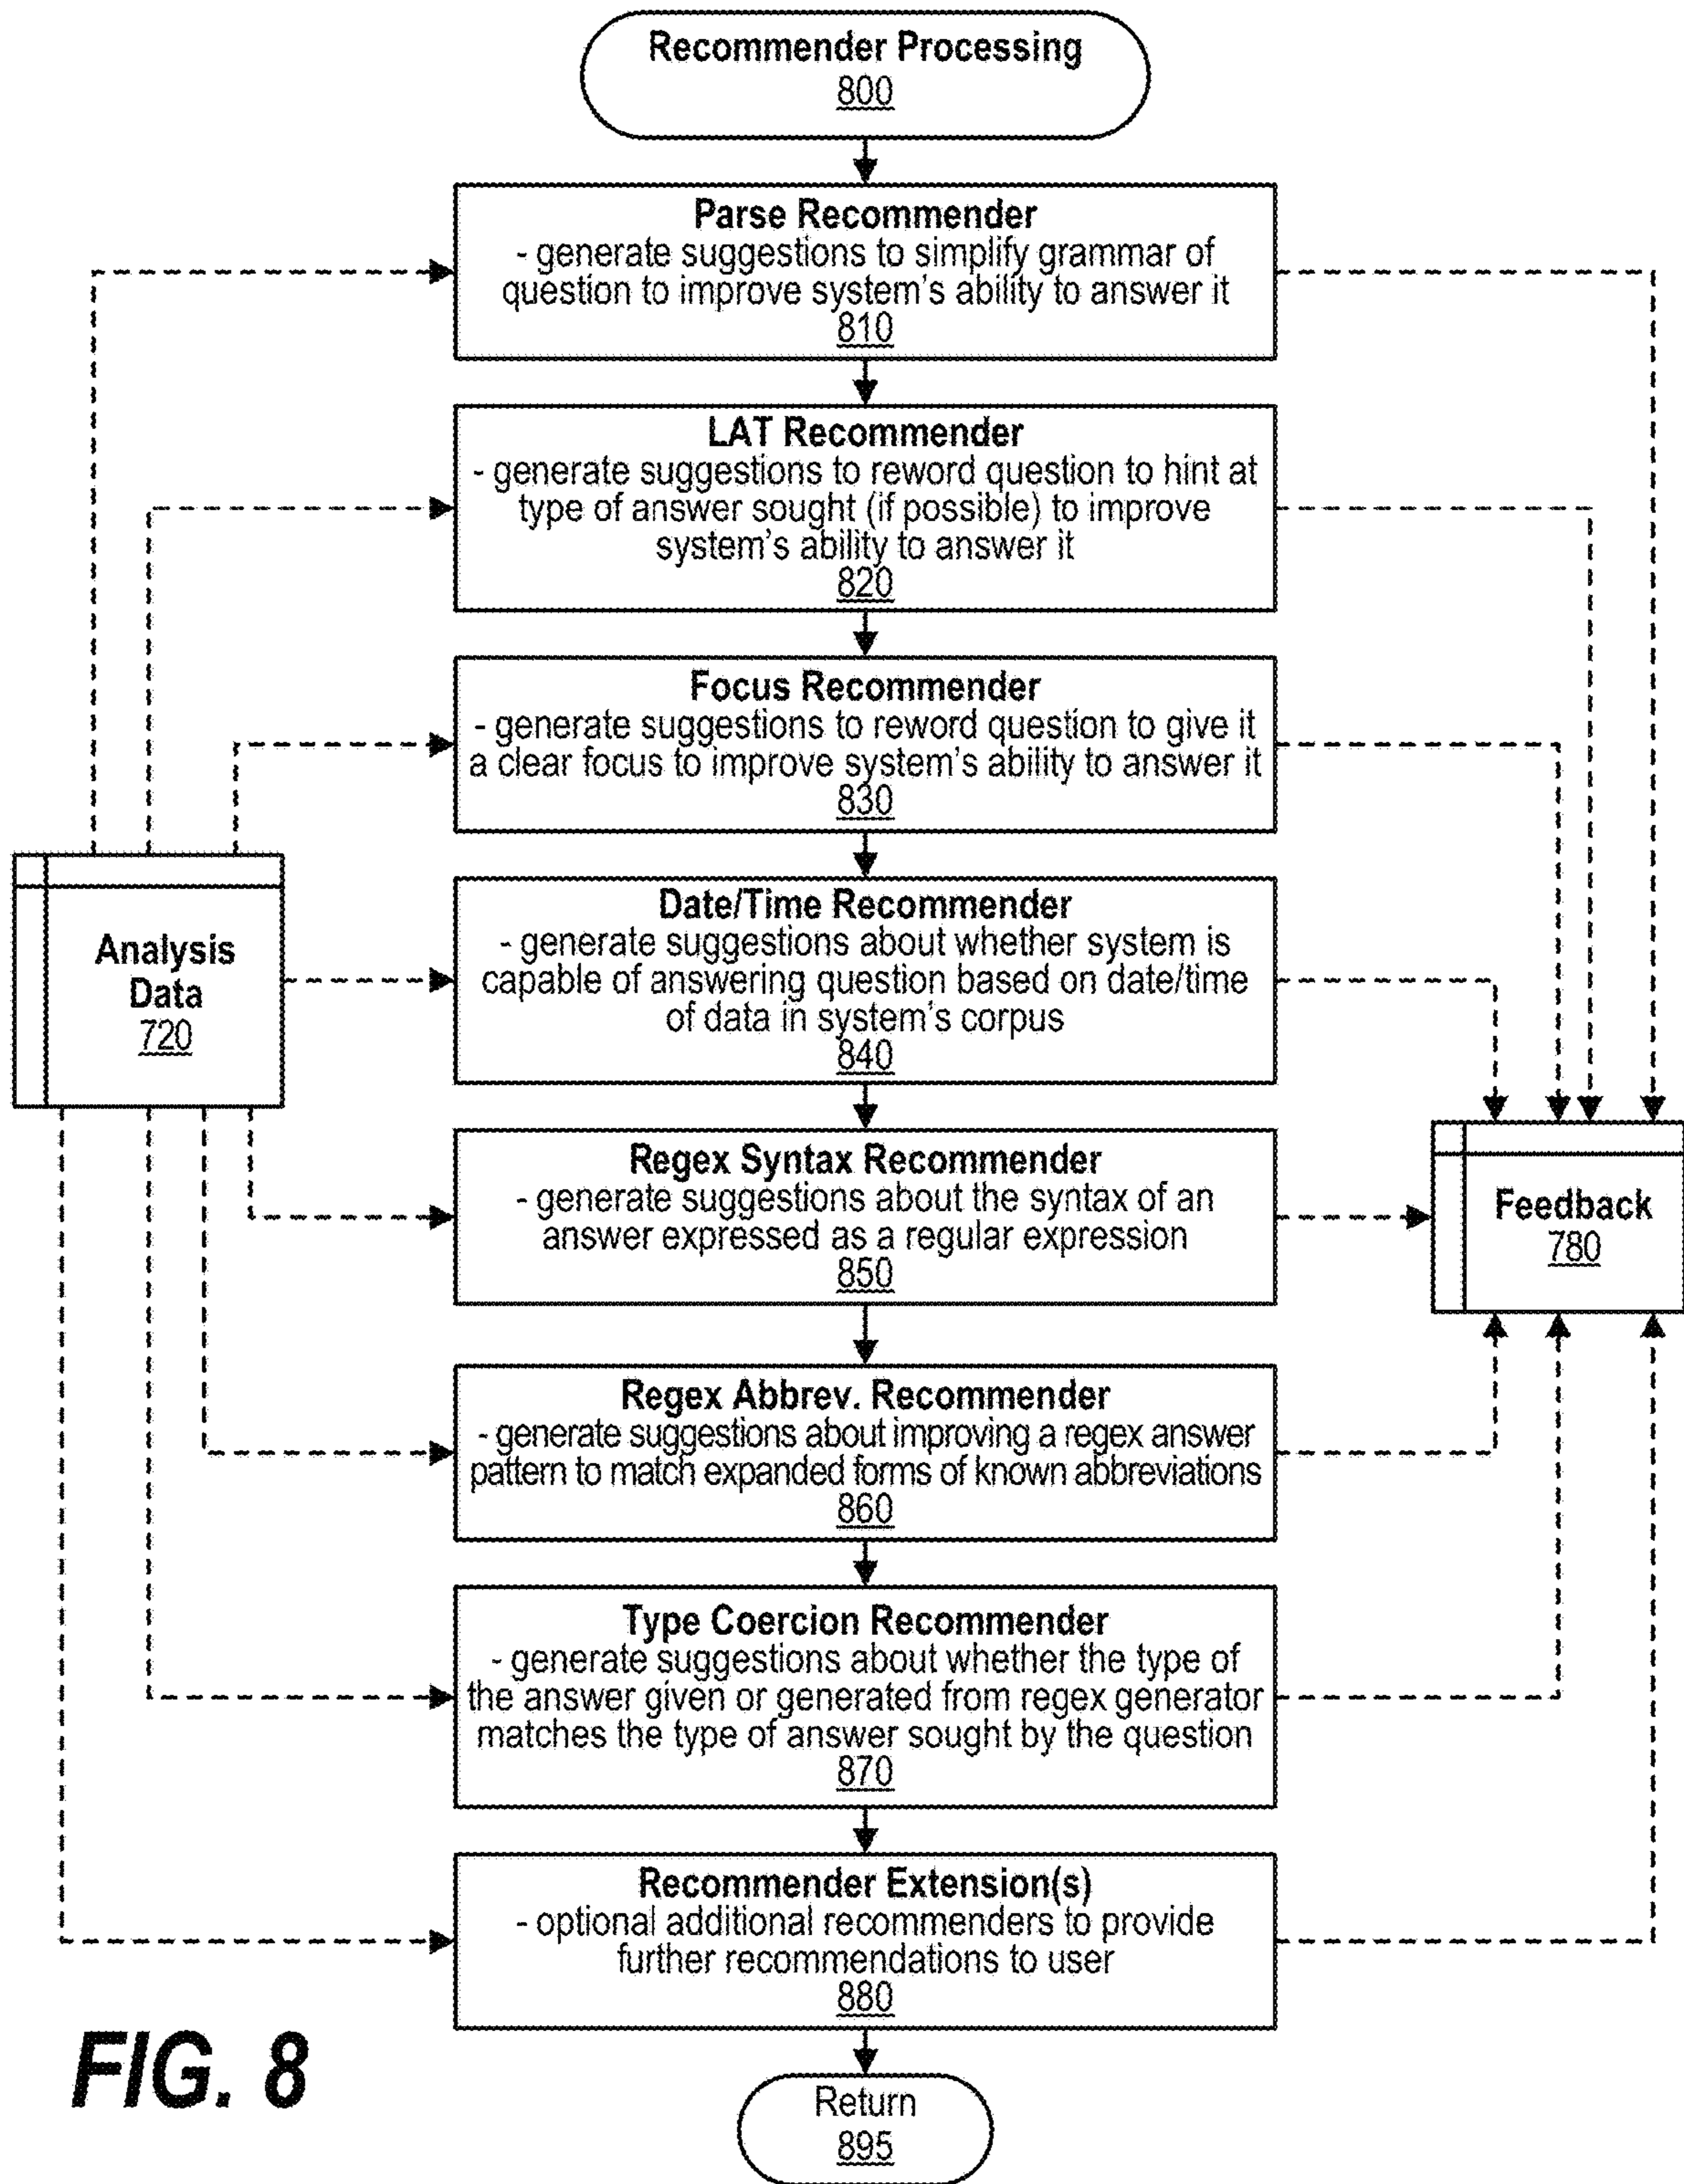 Recommender Processing
800
Parse Recommender
- generate suggestions to simplify grammar of
question to improve system's ability to answer it
810
LAT Recommender
- generate suggestions to reword question to hint at
type of answer sought (if possible) to improve
system's ability to answer it
820
Focus Recommender
- generate suggestions to reword question to give it
a clear focus to improve system's ability to answer it
830
Analysis
Data
720
Date/Time Recommender
- generate suggestions about whether system is
capable of answering question based on date/time
of data in system's corpus
840
Regex Syntax Recommender
- generate suggestions about the syntax of an
answer expressed as a regular expression
850
Feedback
780
Regex Abbrev. Recommender
- generate suggestions about improving a regex answer
pattern to match expanded forms of known abbreviations
860
Type Coercion Recommender
- generate suggestions about whether the type of
the answer given or generated from regex generator
matches the type of answer sought by the question
870
Recommender Extension(s)
- optional additional recommenders to provide
further recommendations to user
880
FIG. 8
Return
895